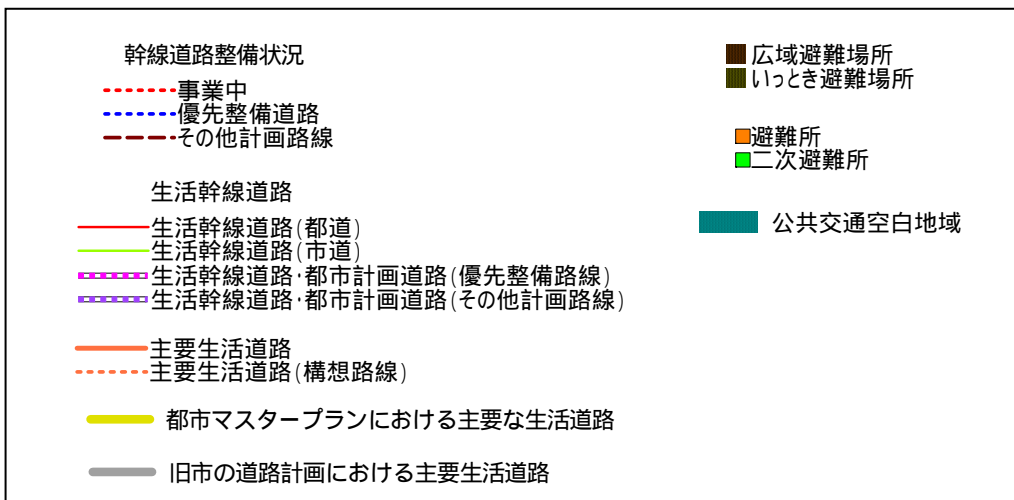 幹線道路整備状況
事業中
優先整備道路
その他計画路線
生活幹線道路
生活幹線道路(都道)
生活幹線道路(市道)
生活幹線道路・都市計画道路(優先整備路線)
生活幹線道路・都市計画道路(その他計画路線)
主要生活道路
主要生活道路(構想路線)
都市マスタープランにおける主要な生活道路
旧市の道路計画における主要生活道路
広域避難場所
いっとき避難場所
避難所
二次避難所
公共交通空白地域